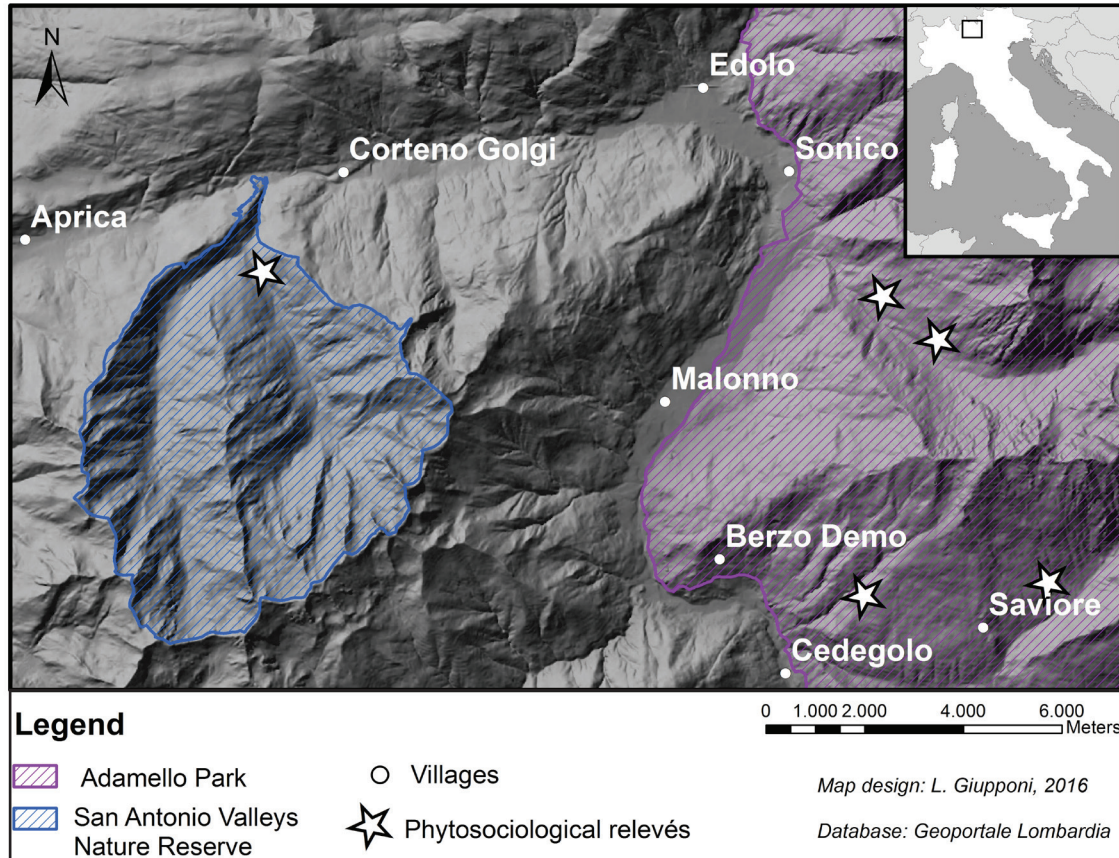 N
Edolo
Corteno Golgi
Sonico
Aprica
Malonno
Berzo Demo
Saviore
Cedegolo
Legend
0 1.000 2.000 4.000 6.000
Meters
Adamello Park
Villages
San Antonio Valleys
Nature Reserve
Phytosociological relevés
Map design: L. Giupponi, 2016
Database: Geoportale Lombardia